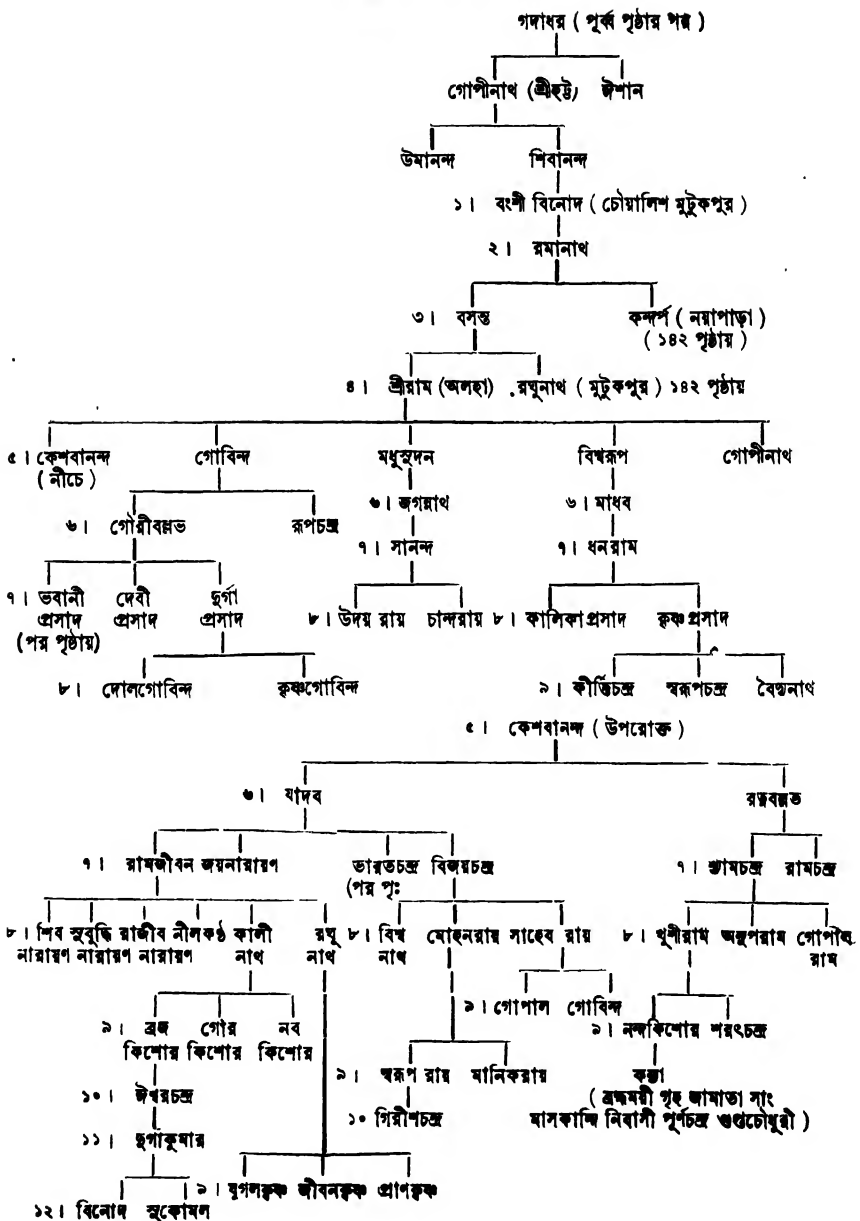 গদাধর ( পূর্ব্ব পৃষ্ঠার পর )
গোপীনাথ (শ্রীহট্ট) ঈশান
উমানন্দ শিবানন্দ
১। বংশী বিনোদ ( চৌয়ালিশ মুটুকপুর )
২। রমানাথ
৩। বসন্ত কন্দর্প ( নয়াপাড়া )
( ১৪২ পৃষ্ঠায় )
৪। শ্রীরাম (অলহা) রঘুনাথ ( মুটুকপুর ) ১৪২ পৃষ্ঠায়
৫। কেশবানন্দ গোবিন্দ মধুসূদন বিশ্বরূপ গোপীনাথ
( নীচে )
৬। গৌরীবল্লভ রূপচন্দ্র ৬। জগন্নাথ ৬। মাধব
৭। সানন্দ ৭। ধনরাম
৭। ভবানী দেবী দুর্গা
প্রসাদ প্রসাদ প্রসাদ
(পর পৃষ্ঠায়)
৮। উদয় রায় চান্দরায় ৮। কালিকাপ্রসাদ কৃষ্ণপ্রসাদ
৮। দোলগোবিন্দ কৃষ্ণগোবিন্দ ৯। কীর্ত্তিচন্দ্র স্বরূপচন্দ্র বৈদ্যনাথ
৫। কেশবানন্দ ( উপরোক্ত )
৬। যাদব রত্নবল্লভ
৭। রামজীবন জয়নারায়ণ ভারতচন্দ্র বিজয়চন্দ্র ৭। শ্যামচন্দ্র রামচন্দ্র
(পর পৃঃ
৮। শিব সুবুদ্ধি রাজীব নীলকণ্ঠ কালী রঘু ৮। বিশ্ব মোহনরায় সাহেব রায় ৮। খুশীরাম অনুপরাম গোপী
নারায়ণ নারায়ণ নারায়ণ নাথ নাথ নাথ রাম
৯। গোপাল গোবিন্দ
৯। ব্রজ গৌর নব ৯। নন্দকিশোর শরৎচন্দ্র
কিশোর কিশোর কিশোর
৯। স্বরূপ রায় মানিকরায় কন্যা
১০। ঈশ্বরচন্দ্র ( ব্রহ্মময়ী গৃহ জামাতা সাং
১০ গিরীশচন্দ্র মাসকান্দি নিবাসী পূর্ণচন্দ্র গুপ্তচৌধুরী )
১১। দুর্গাকুমার
৯। যুগলকৃষ্ণ জীবনকৃষ্ণ প্রাণকৃষ্ণ
১২। বিনোদ সুকোমল